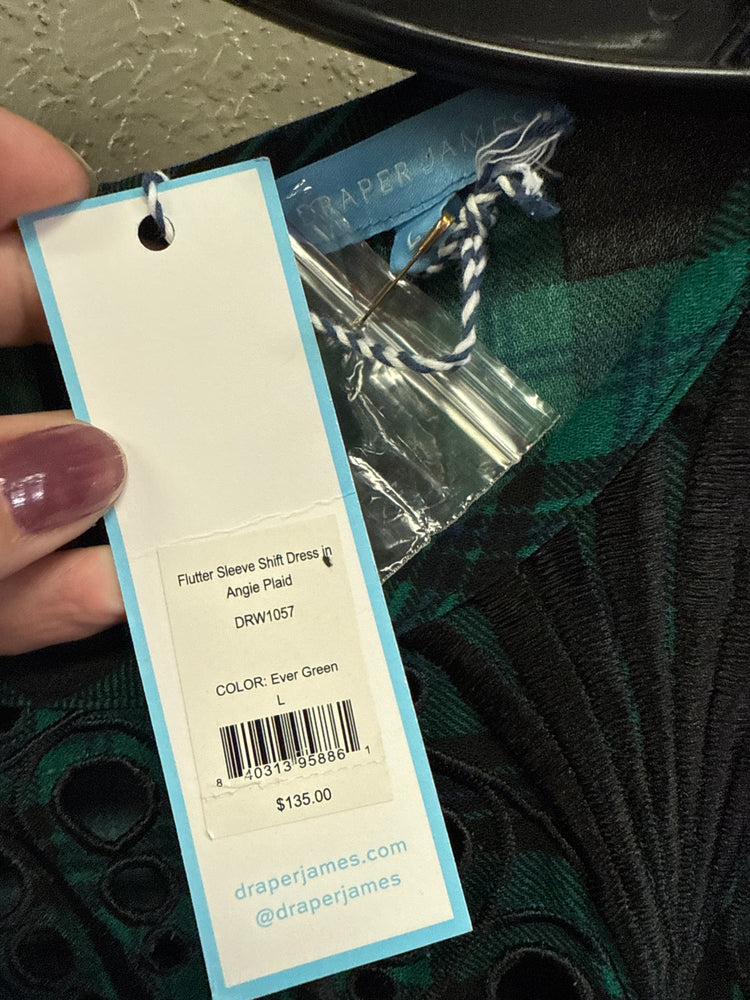 DRAPER JAMES
Flutter Sleeve Shift Dress in
Angie Plaid
DRW1057
COLOR: Ever Green
L
8 40313 95886 1
$135.00
draperjames.com
@draperjames